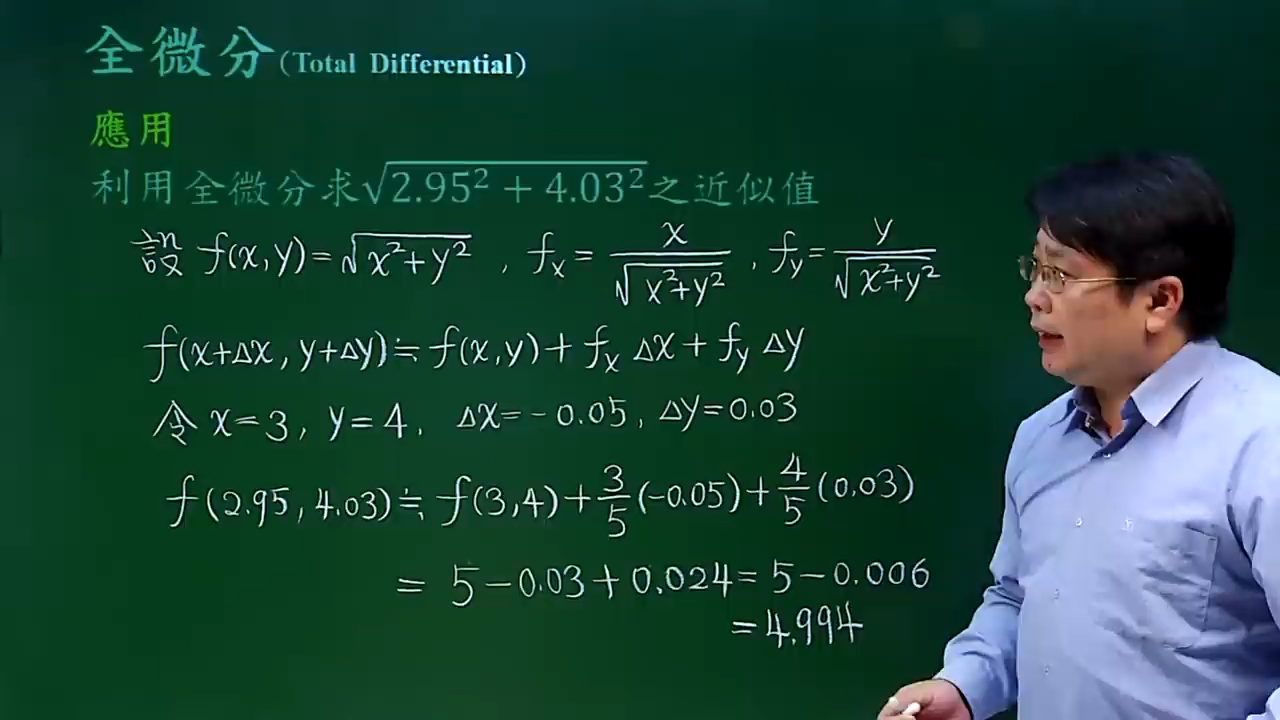 全微分(Total Differential)
應用
利用全微分求√2.95²+4.03²之近似值
設 f(x,y)=√x²+y² , fx= x/√x²+y² , fy= y/√x²+y²
f(x+Δx, y+Δy)≒f(x,y)+fx Δx+fy Δy
令 x=3, y=4, Δx=-0.05, Δy=0.03
f(2.95,4.03)≒f(3,4)+3/5(-0.05)+4/5(0.03)
= 5-0.03+0.024=5-0.006
=4.994